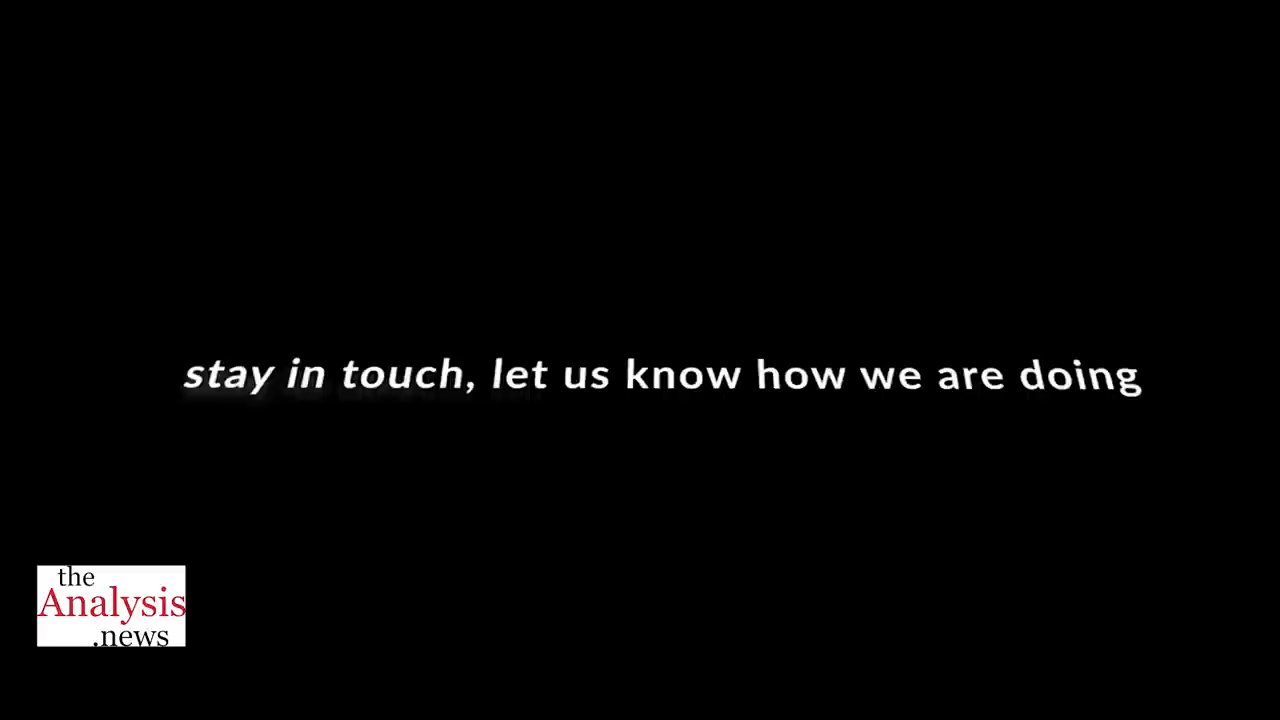 stay in touch, let us know how we are doing
the
Analysis
.news